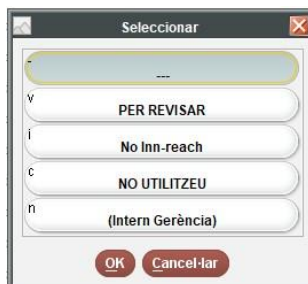 Seleccionar
-
---
v
PER REVISAR
i
No Inn-reach
c
NO UTILITZEU
n
(Intern Gerència)
OK Cancel·lar